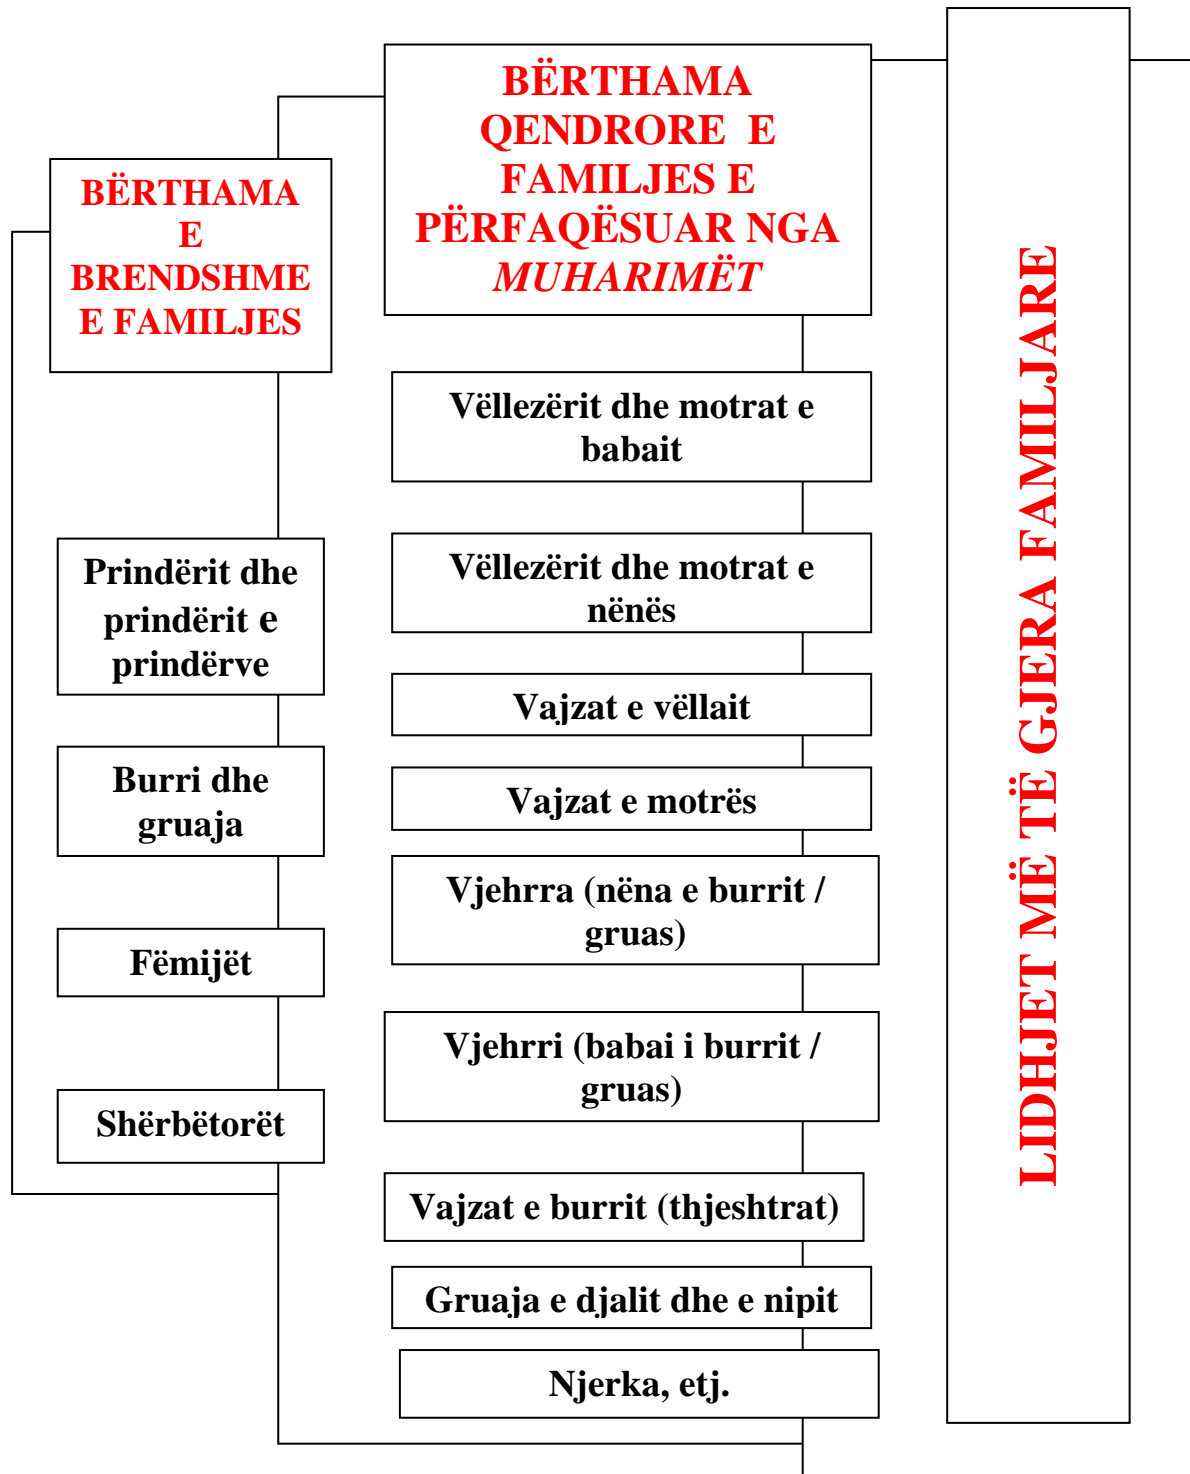 BËRTHAMA
E
BRENDSHME
E FAMILJES
Prindërit dhe
prindërit e
prindërve
Burri dhe
gruaja
Fëmijët
Shërbëtorët
BËRTHAMA
QENDRORE E
FAMILJES E
PËRFAQËSUAR NGA
MUHARIMËT
Vëllezërit dhe motrat e
babait
Vëllezërit dhe motrat e
nënës
Vajzat e vëllait
Vajzat e motrës
Vjehrra (nëna e burrit /
gruas)
Vjehrri (babai i burrit /
gruas)
Vajzat e burrit (thjeshtrat)
Gruaja e djalit dhe e nipit
Njerka, etj.
LIDHJET MË TË GJERA FAMILJARE